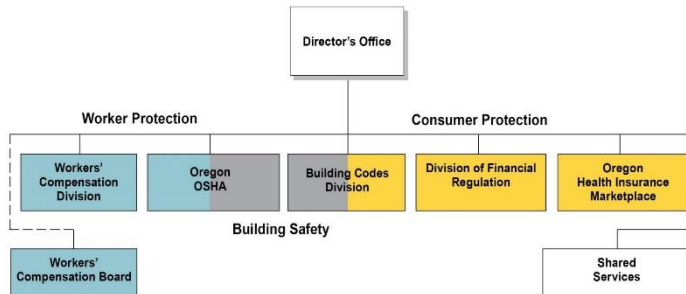 Director's Office
Worker Protection
Consumer Protection
Workers'
Compensation
Division
Oregon
OSHA
Building Codes
Division
Division of Financial
Regulation
Oregon
Health Insurance
Marketplace
Building Safety
Workers'
Compensation Board
Shared
Services